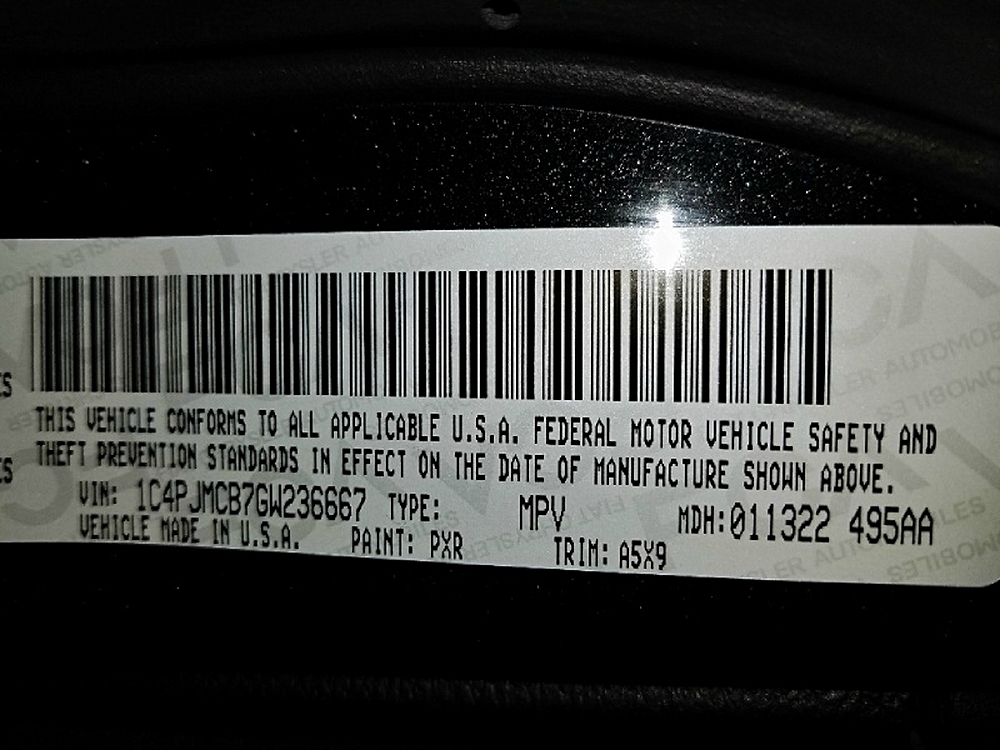 THIS VEHICLE CONFORMS TO ALL APPLICABLE U.S.A. FEDERAL MOTOR VEHICLE SAFETY AND
THEFT PREVENTION STANDARDS IN EFFECT ON THE DATE OF MANUFACTURE SHOWN ABOVE.
VIN: 1C4PJMCB7GW236667 TYPE: MPV MDH:011322 495AA
VEHICLE MADE IN U.S.A. PAINT: PXR TRIM: A5X9